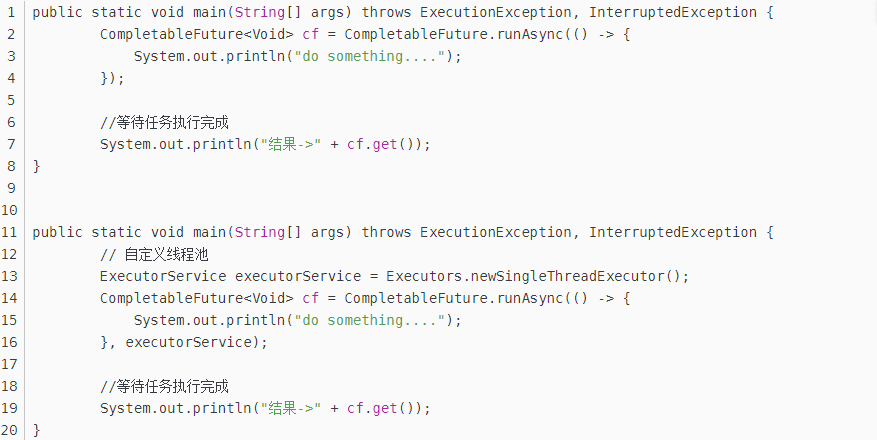 1 public static void main(String[] args) throws ExecutionException, InterruptedException {
2         CompletableFuture<Void> cf = CompletableFuture.runAsync(() -> {
3             System.out.println("do something....");
4         });
5
6         //等待任务执行完成
7         System.out.println("结果->" + cf.get());
8 }
9
10
11 public static void main(String[] args) throws ExecutionException, InterruptedException {
12         // 自定义线程池
13         ExecutorService executorService = Executors.newSingleThreadExecutor();
14         CompletableFuture<Void> cf = CompletableFuture.runAsync(() -> {
15             System.out.println("do something....");
16         }, executorService);
17
18         //等待任务执行完成
19         System.out.println("结果->" + cf.get());
20 }